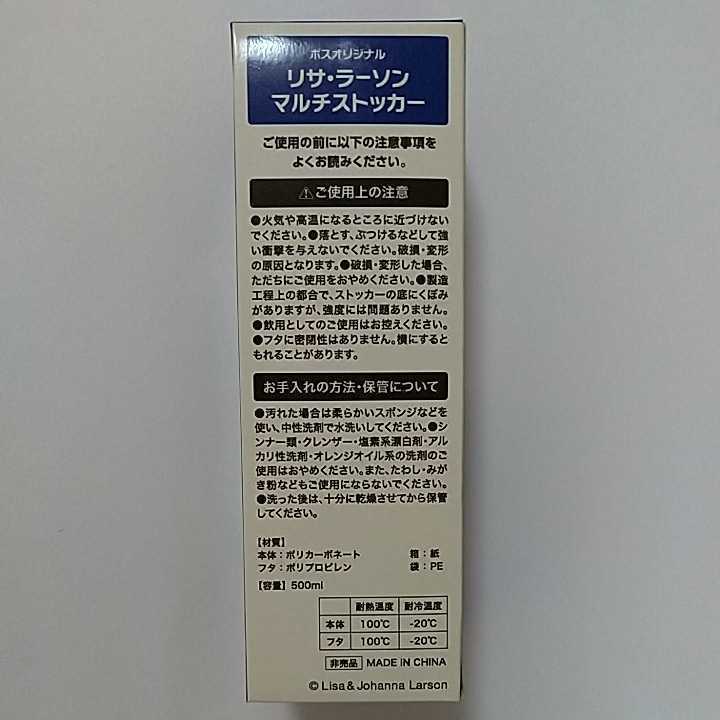 ボスオリジナル
リサ・ラーソン
マルチストッカー
ご使用の前に以下の注意事項を
よくお読みください。
⚠ご使用上の注意
●火気や高温になるところに近づけない
でください。●落とす、ぶつけるなどして強
い衝撃を与えないでください。破損・変形
の原因となります。●破損・変形した場合、
ただちにご使用をおやめください。●製造
工程上の都合で、ストッカーの底にくぼみ
がありますが、強度には問題ありません。
●飲用としてのご使用はお控えください。
●フタに密閉性はありません。横にすると
もれることがあります。
お手入れの方法・保管について
●汚れた場合は柔らかいスポンジなどを
使い、中性洗剤で水洗いしてください。●シ
ンナー類・クレンザー・塩素系漂白剤・アル
カリ性洗剤・オレンジオイル系の洗剤のご
使用はおやめください。また、たわし・みが
き粉などもご使用にならないでください。
●洗った後は、十分に乾燥させてから保管
してください。
【材質】
本体：ポリカーボネート 箱：紙
フタ：ポリプロピレン 袋：PE
【容量】500ml
耐熱温度 耐冷温度
本体 100℃ -20℃
フタ 100℃ -20℃
非売品 MADE iN CHINA
© Lisa & Johanna Larson